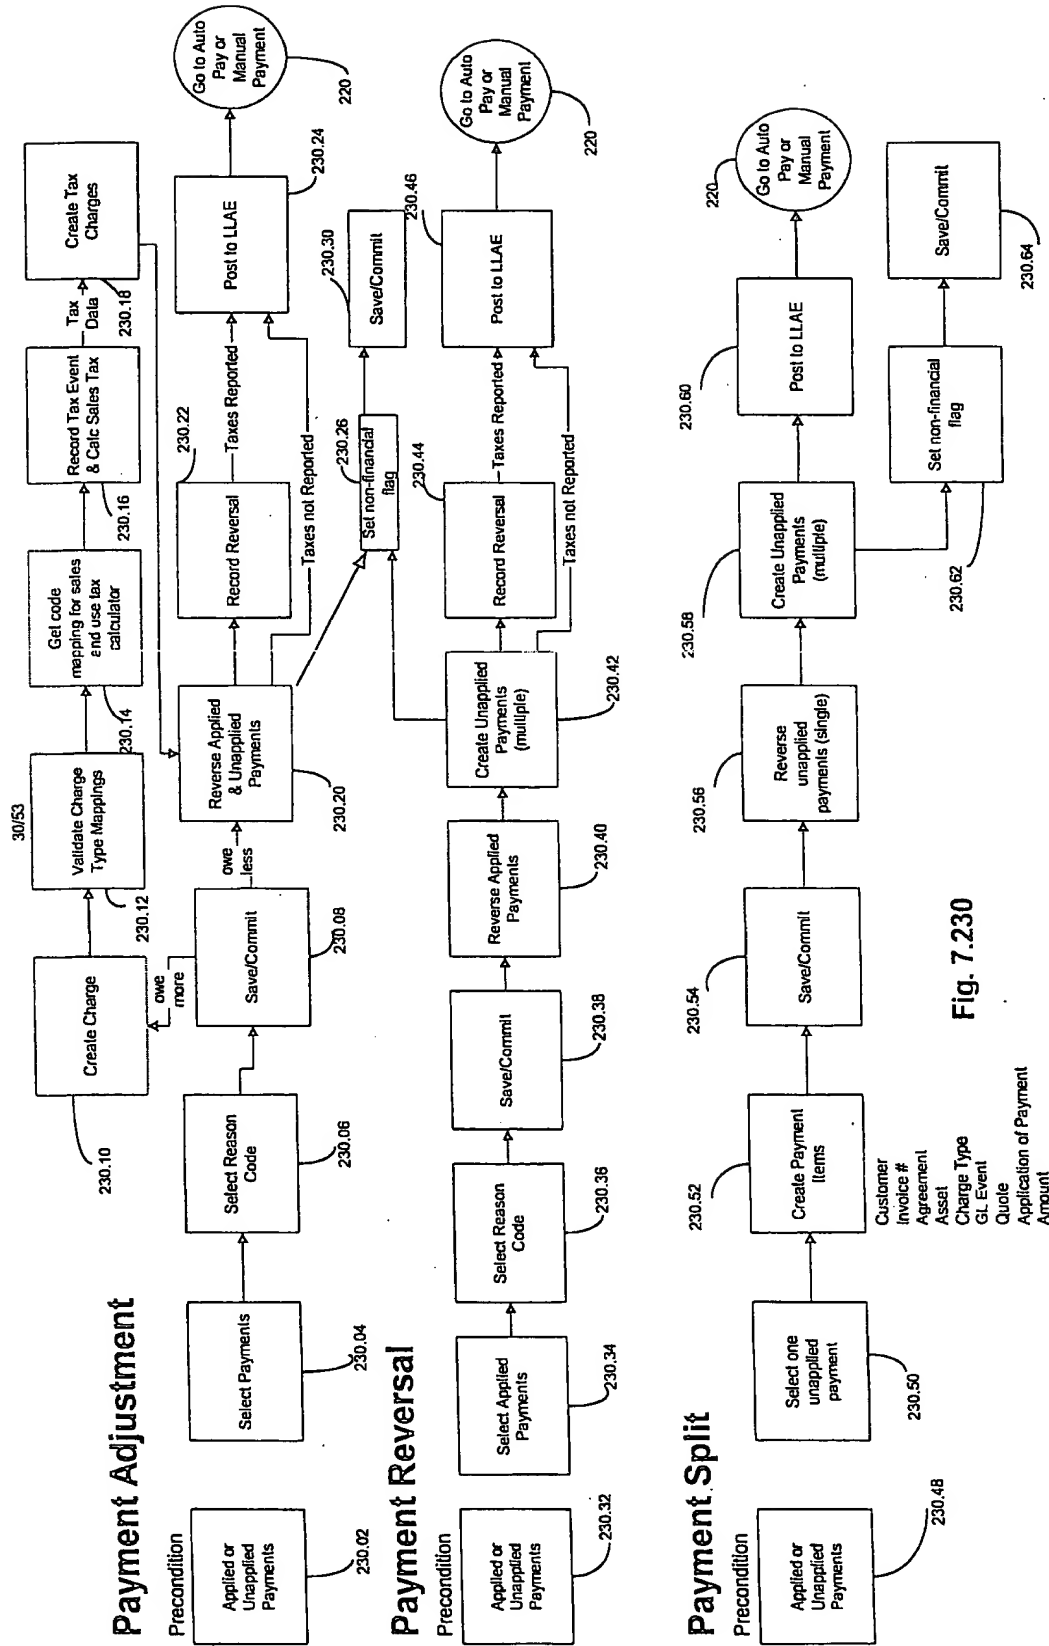 30/53
Payment Adjustment
Precondition
Applied or
Unapplied
Payments
230.02
Select Payments
230.04
Select Reason
Code
230.06
Save/Commit
230.08
owe
more
owe
less
Create Charge
230.10
Validate Charge
Type Mappings
230.12
Get code
mapping for sales
end use tax
calculator
230.14
Record Tax Event
& Calc Sales Tax
230.16
Tax
Data
Create Tax
Charges
230.18
Reverse Applied
& Unapplied
Payments
230.20
Record Reversal
230.22
Taxes Reported
Taxes not Reported
Post to LLAE
230.24
Go to Auto
Pay or
Manual
Payment
220
Set non-financial
flag
230.26
Save/Commit
230.30
Payment Reversal
Precondition
Applied or
Unapplied
Payments
230.32
Select Applied
Payments
230.34
Select Reason
Code
230.36
Save/Commit
230.38
Reverse Applied
Payments
230.40
Create Unapplied
Payments
(multiple)
230.42
Record Reversal
230.44
Taxes Reported
Taxes not Reported
Post to LLAE
230.46
Go to Auto
Pay or
Manual
Payment
220
Payment Split
Precondition
Applied or
Unapplied
Payments
230.48
Select one
unapplied
payment
230.50
Create Payment
Items
230.52
Customer
Invoice #
Agreement
Asset
Charge Type
GL Event
Quote
Application of Payment
Amount
Save/Commit
230.54
Reverse
unapplied
payments (single)
230.56
Create Unapplied
Payments
(multiple)
230.58
Post to LLAE
230.60
Go to Auto
Pay or
Manual
Payment
220
Set non-financial
flag
230.62
Save/Commit
230.64
Fig. 7.230